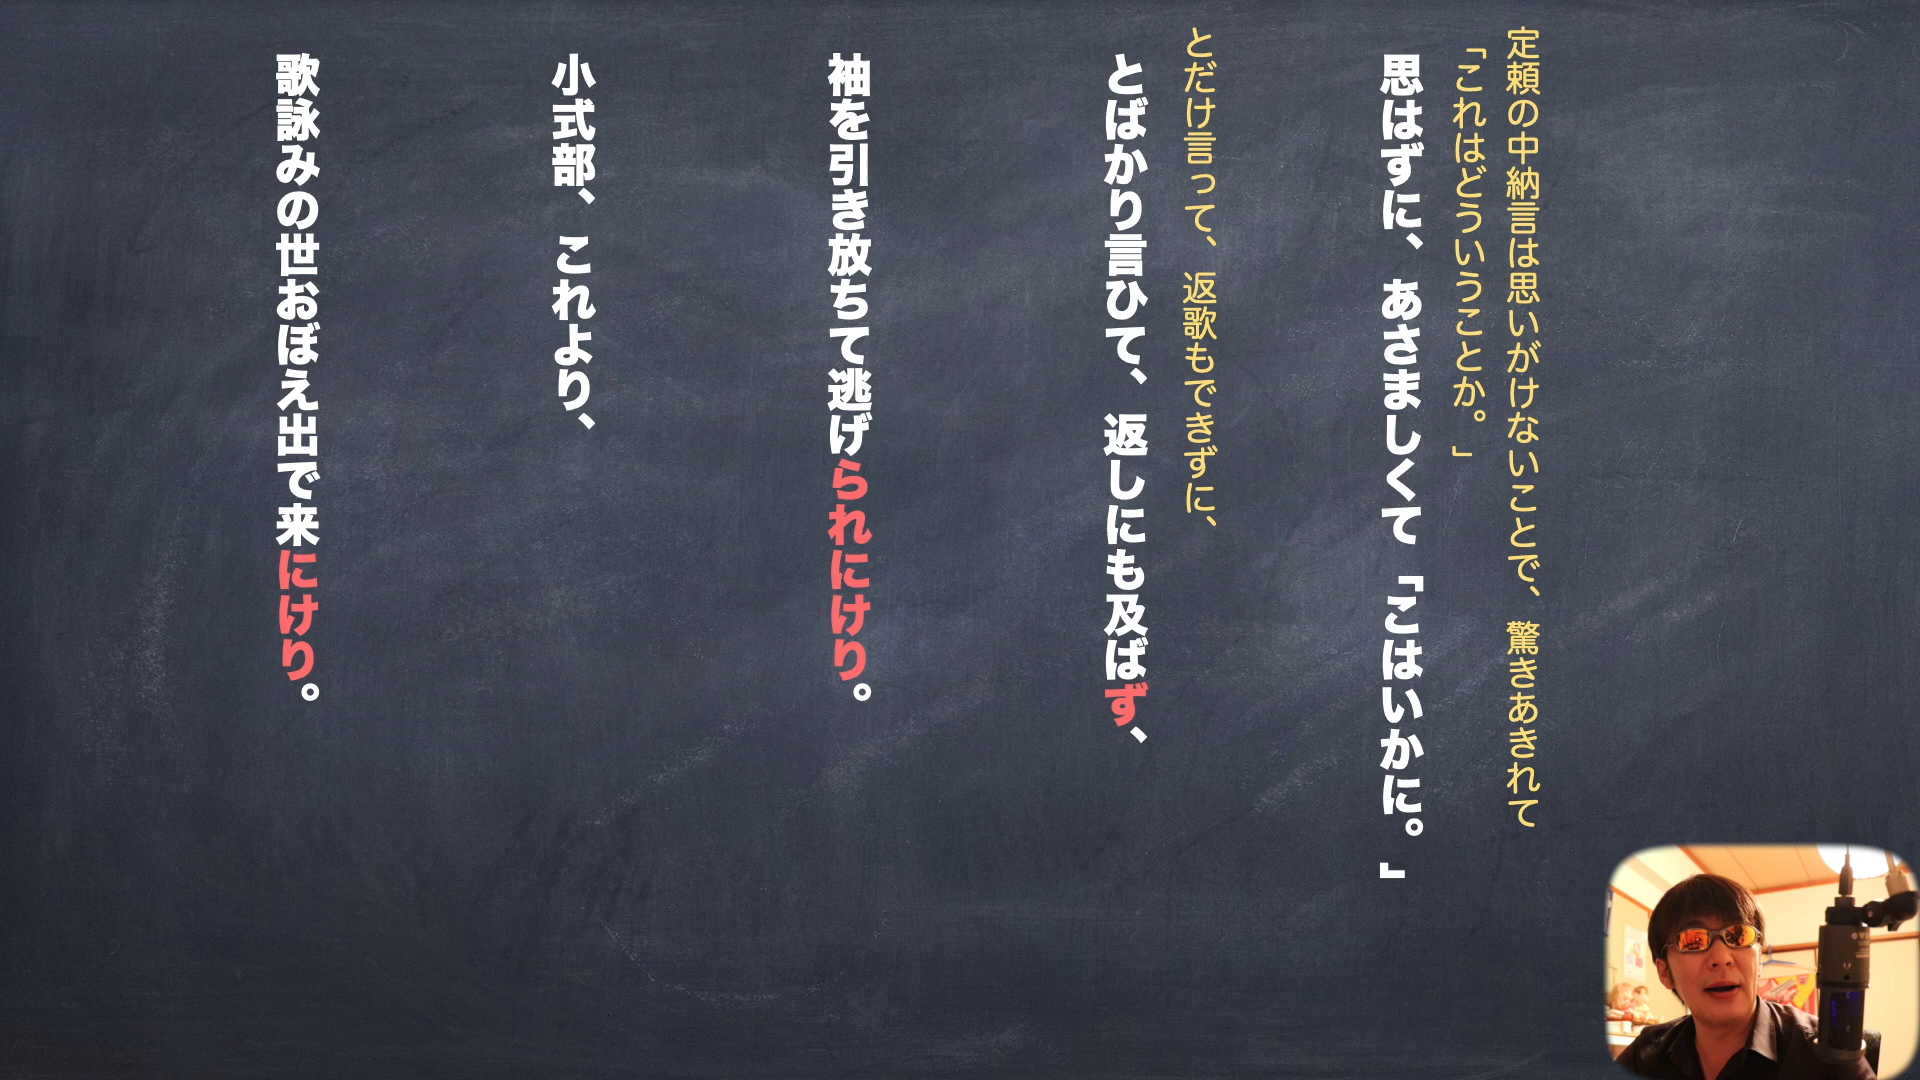 定頼の中納言は思いがけないことで、驚きあきれて
「これはどういうことか。」
思はずに、あさましくて「こはいかに。」
とだけ言って、返歌もできずに、
とばかり言ひて、返しにも及ばず、
袖を引き放ちて逃げられにけり。
小式部、これより、
歌詠みの世おぼえ出で来にけり。